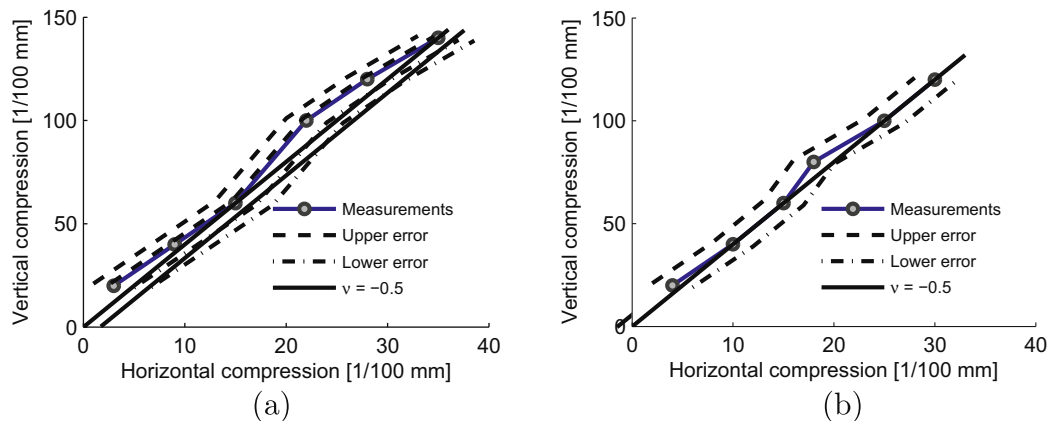 150
100
50
0
Vertical compression [1/100 mm]
0 10 20 30 40
Horizontal compression [1/100 mm]
Measurements
Upper error
Lower error
ν = −0.5
(a)
150
100
50
0
Vertical compression [1/100 mm]
0 10 20 30 40
Horizontal compression [1/100 mm]
Measurements
Upper error
Lower error
ν = −0.5
(b)